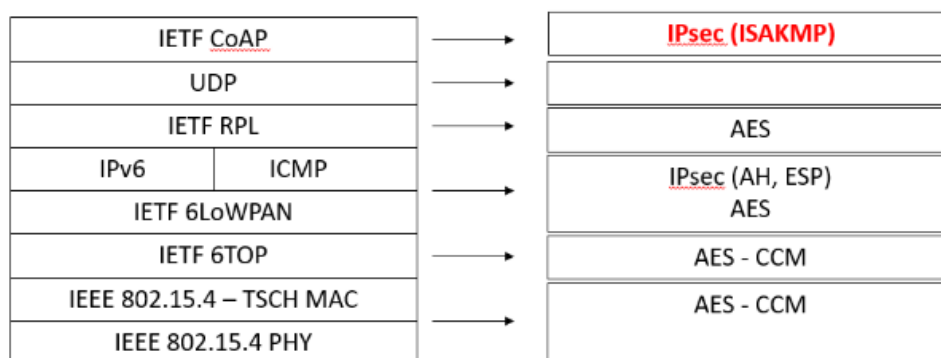 IETF CoAP
IPsec (ISAKMP)
UDP
IETF RPL
AES
IPv6
ICMP
IPsec (AH, ESP)
AES
IETF 6LoWPAN
IETF 6TOP
AES - CCM
IEEE 802.15.4 – TSCH MAC
AES - CCM
IEEE 802.15.4 PHY